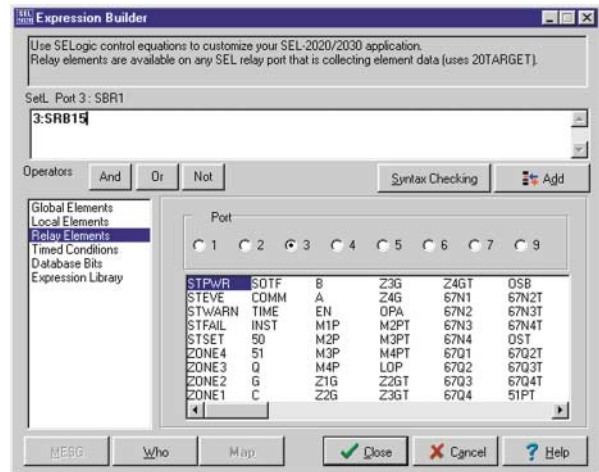 SEL 2020 Expression Builder
Use SELogic control equations to customize your SEL-2020/2030 application.
Relay elements are available on any SEL relay port that is collecting element data (uses 20TARGET).
SetL Port 3 : SBR1
3:SRB15
Operators And Or Not Syntax Checking Add
Global Elements
Local Elements
Relay Elements
Timed Conditions
Database Bits
Expression Library
Port
1 2 3 4 5 6 7 8 9
STPWR SOTF B Z3G Z4GT OSB
STEVE COMM A Z4G 67N1 67N2T
STWARN TIME EN OPA 67N2 67N3T
STFAIL INST M1P M2PT 67N3 67N4T
STSET 50 M2P M3PT 67N4 OST
ZONE4 51 M3P M4PT 67Q1 67Q2T
ZONE3 Q M4P LOP 67Q2 67Q3T
ZONE2 G Z1G Z2GT 67Q3 67Q4T
ZONE1 C Z2G Z3GT 67Q4 51PT
MESG Who Map Close Cancel Help